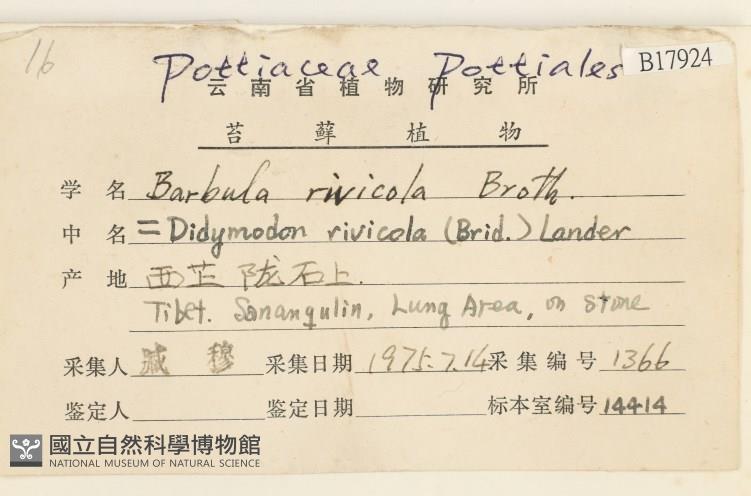 16
Pottiaceae Pottiales
B17924
云南省植物研究所
苔藓植物
学名 Barbula rivicola Broth.
中名 = Didymodon rivicola (Brid.) Lander
产地 西芷 陇石上.
Tibet. Sanangulin, Lung Area, on stone
采集人 臧 穆 采集日期 1975.7.14 采集编号 1366
鉴定人 鉴定日期 标本室编号 14414
國立自然科學博物館
NATIONAL MUSEUM OF NATURAL SCIENCE